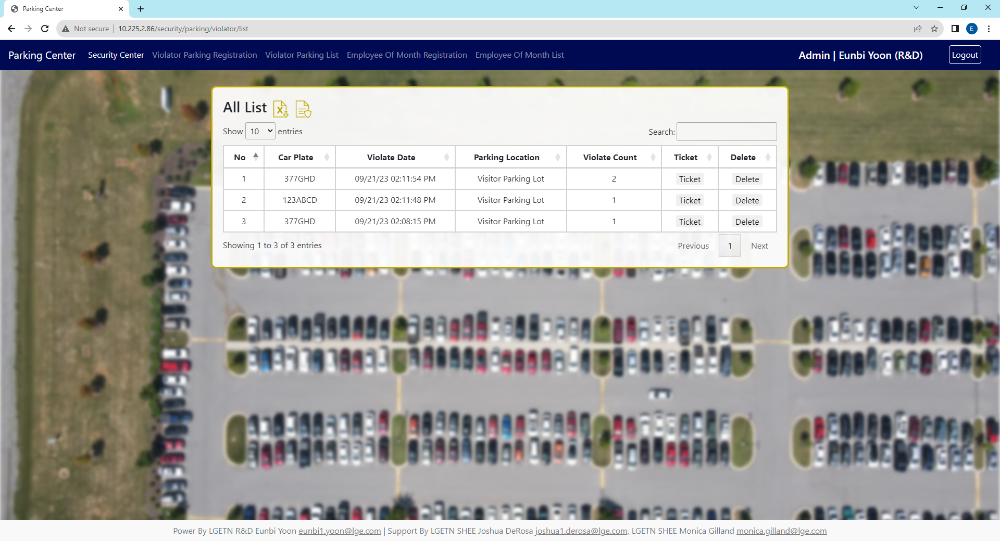 Parking Center
Not secure 10.225.2.86/security/parking/violator/list E
Parking Center Security Center Violator Parking Registration Violator Parking List Employee Of Month Registration Employee Of Month List Admin | Eunbi Yoon (R&D) Logout
All List X
Show 10 entries Search:
No Car Plate Violate Date Parking Location Violate Count Ticket Delete
1 377GHD 09/21/23 02:11:54 PM Visitor Parking Lot 2 Ticket Delete
2 123ABCD 09/21/23 02:11:48 PM Visitor Parking Lot 1 Ticket Delete
3 377GHD 09/21/23 02:08:15 PM Visitor Parking Lot 1 Ticket Delete
Showing 1 to 3 of 3 entries Previous 1 Next
Power By LGETN R&D Eunbi Yoon eunbi1.yoon@lge.com | Support By LGETN SHEE Joshua DeRosa joshua1.derosa@lge.com, LGETN SHEE Monica Gilland monica.gilland@lge.com